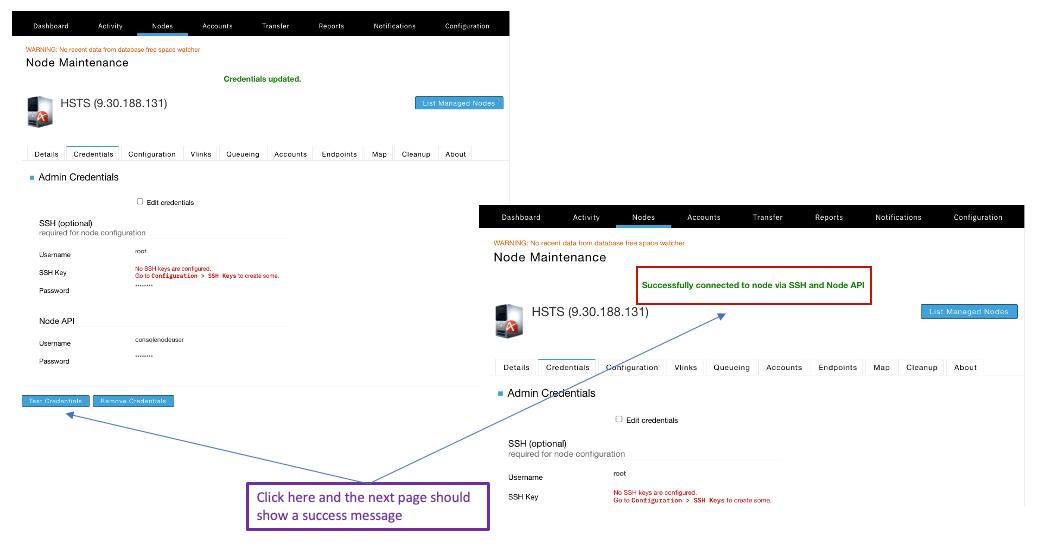 Dashboard Activity Nodes Accounts Transfer Reports Notifications Configuration
WARNING: No recent data from database free space watcher
Node Maintenance
Credentials updated.
HSTS (9.30.188.131)
List Managed Nodes
Details Credentials Configuration Vlinks Queueing Accounts Endpoints Map Cleanup About
Admin Credentials
Edit credentials
SSH (optional)
required for node configuration
Username root
SSH Key No SSH keys are configured.
Go to Configuration > SSH Keys to create some.
Password ********
Node API
Username consolenodeuser
Password ********
Test Credentials Remove Credentials
Dashboard Activity Nodes Accounts Transfer Reports Notifications Configuration
WARNING: No recent data from database free space watcher
Node Maintenance
Successfully connected to node via SSH and Node API
HSTS (9.30.188.131)
List Managed Nodes
Details Credentials Configuration Vlinks Queueing Accounts Endpoints Map Cleanup About
Admin Credentials
Edit credentials
SSH (optional)
required for node configuration
Username root
SSH Key No SSH keys are configured.
Go to Configuration > SSH Keys to create some.
Click here and the next page should
show a success message